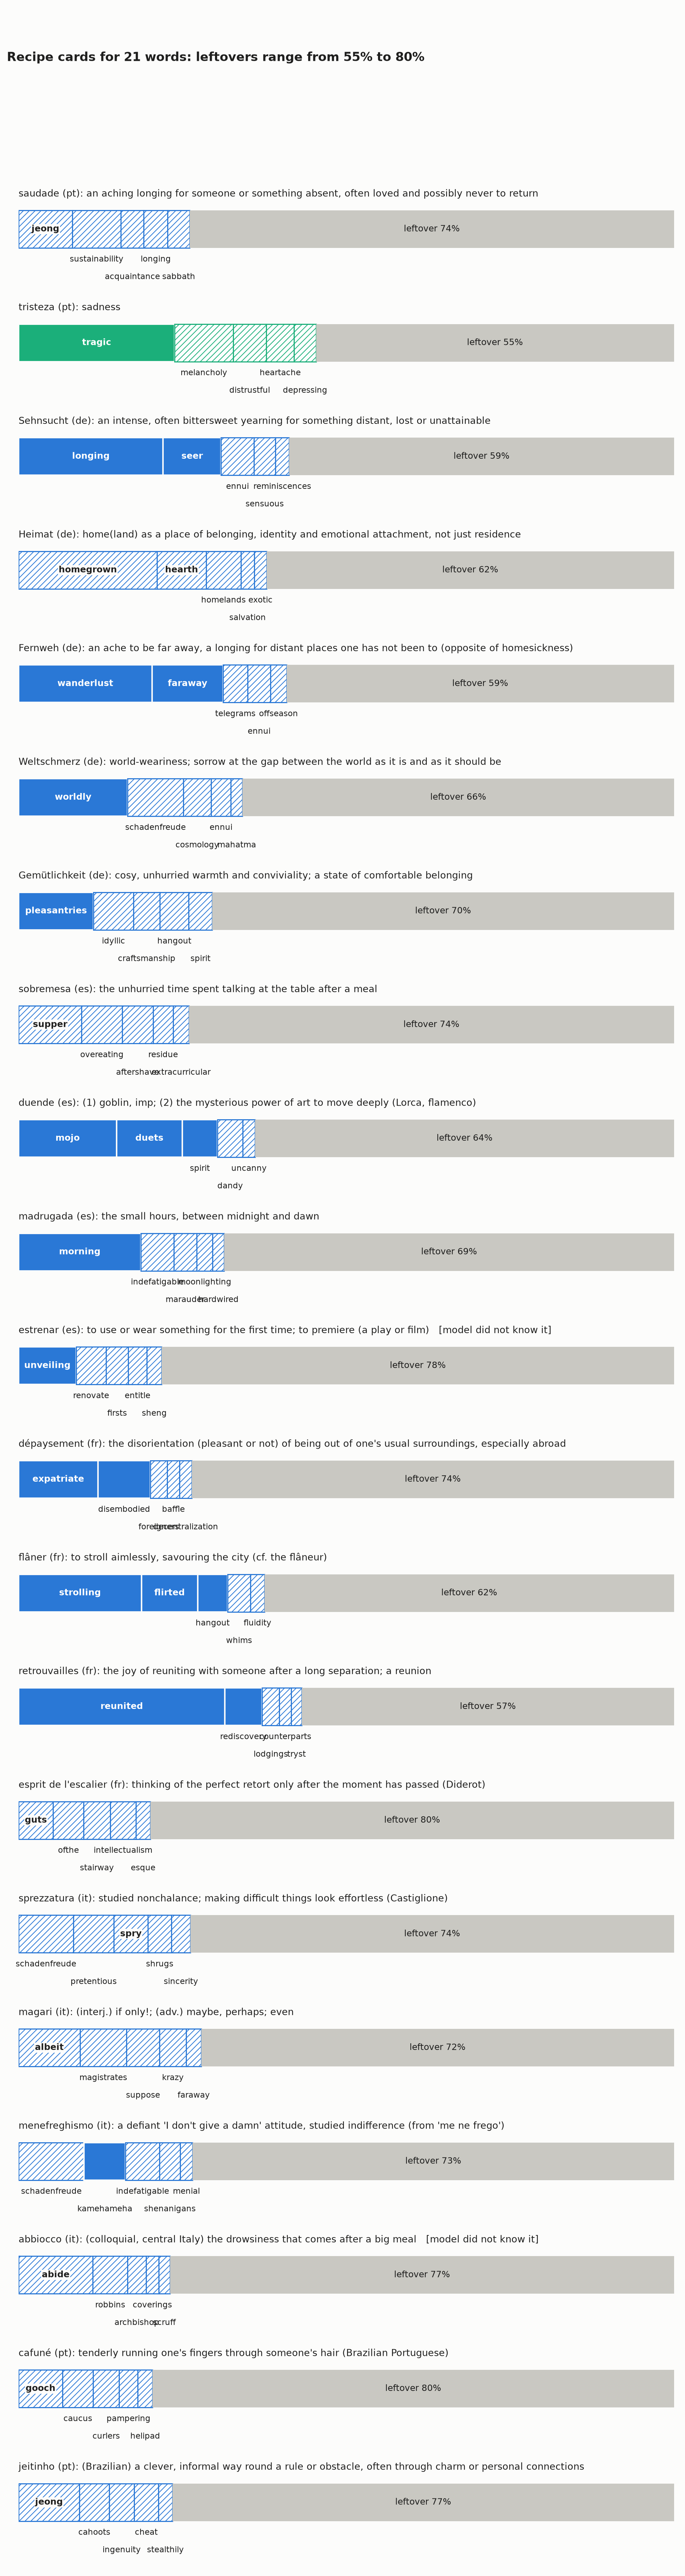 Recipe cards for 21 words: leftovers range from 55% to 80%
saudade (pt): an aching longing for someone or something absent, often loved and possibly never to return
jeong leftover 74%
sustainability longing
acquaintance sabbath
tristeza (pt): sadness
tragic leftover 55%
melancholy heartache
distrustful depressing
Sehnsucht (de): an intense, often bittersweet yearning for something distant, lost or unattainable
longing seer leftover 59%
ennui reminiscences
sensuous
Heimat (de): home(land) as a place of belonging, identity and emotional attachment, not just residence
homegrown hearth leftover 62%
homelands exotic
salvation
Fernweh (de): an ache to be far away, a longing for distant places one has not been to (opposite of homesickness)
wanderlust faraway leftover 59%
telegrams offseason
ennui
Weltschmerz (de): world-weariness; sorrow at the gap between the world as it is and as it should be
worldly leftover 66%
schadenfreude ennui
cosmology mahatma
Gemütlichkeit (de): cosy, unhurried warmth and conviviality; a state of comfortable belonging
pleasantries leftover 70%
idyllic hangout
craftsmanship spirit
sobremesa (es): the unhurried time spent talking at the table after a meal
supper leftover 74%
overeating residue
aftershave extracurricular
duende (es): (1) goblin, imp; (2) the mysterious power of art to move deeply (Lorca, flamenco)
mojo duets leftover 64%
spirit uncanny
dandy
madrugada (es): the small hours, between midnight and dawn
morning leftover 69%
indefatigable moonlighting
marauder hardwired
estrenar (es): to use or wear something for the first time; to premiere (a play or film) [model did not know it]
unveiling leftover 78%
renovate entitle
firsts sheng
dépaysement (fr): the disorientation (pleasant or not) of being out of one's usual surroundings, especially abroad
expatriate leftover 74%
disembodied baffle
foreigners decentralization
flâner (fr): to stroll aimlessly, savouring the city (cf. the flâneur)
strolling flirted leftover 62%
hangout fluidity
whims
retrouvailles (fr): the joy of reuniting with someone after a long separation; a reunion
reunited leftover 57%
rediscovery counterparts
lodgings tryst
esprit de l'escalier (fr): thinking of the perfect retort only after the moment has passed (Diderot)
guts leftover 80%
ofthe intellectualism
stairway esque
sprezzatura (it): studied nonchalance; making difficult things look effortless (Castiglione)
spry leftover 74%
schadenfreude shrugs
pretentious sincerity
magari (it): (interj.) if only!; (adv.) maybe, perhaps; even
albeit leftover 72%
magistrates krazy
suppose faraway
menefreghismo (it): a defiant 'I don't give a damn' attitude, studied indifference (from 'me ne frego')
leftover 73%
schadenfreude indefatigable menial
kamehameha shenanigans
abbiocco (it): (colloquial, central Italy) the drowsiness that comes after a big meal [model did not know it]
abide leftover 77%
robbins coverings
archbishop scruff
cafuné (pt): tenderly running one's fingers through someone's hair (Brazilian Portuguese)
gooch leftover 80%
caucus pampering
curlers helipad
jeitinho (pt): (Brazilian) a clever, informal way round a rule or obstacle, often through charm or personal connections
jeong leftover 77%
cahoots cheat
ingenuity stealthily